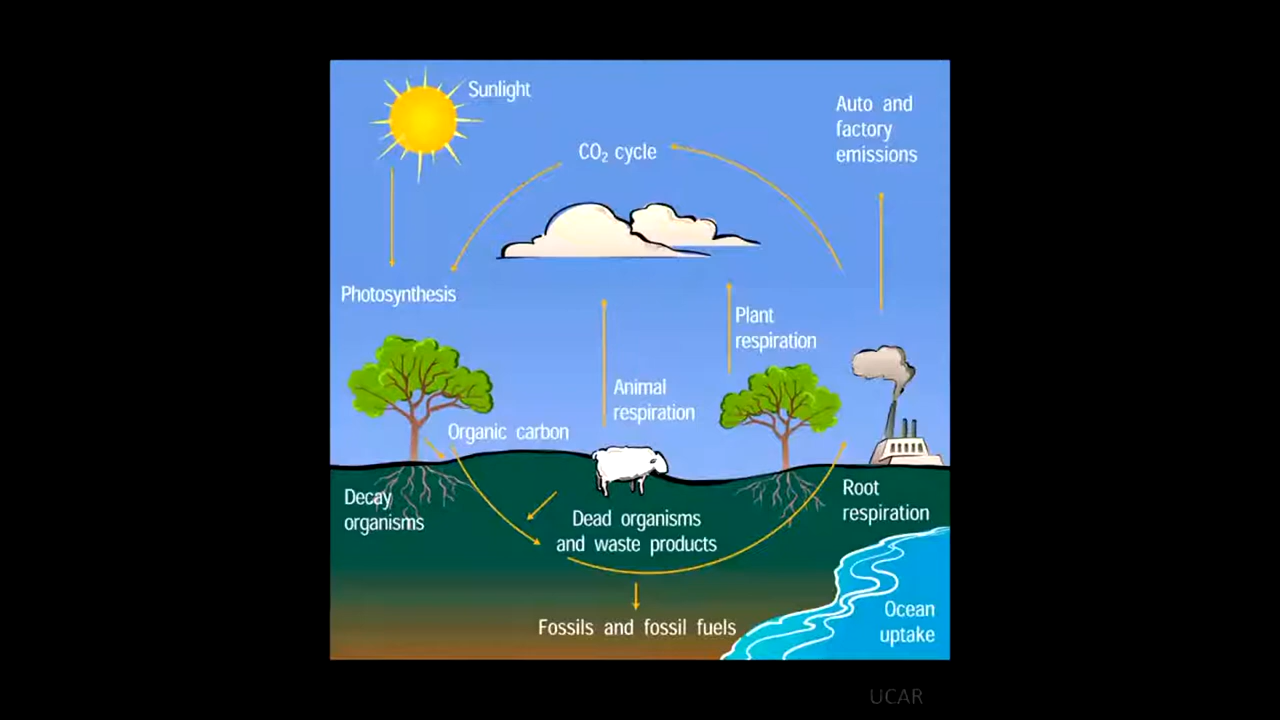 Sunlight
Auto and
factory
emissions
CO₂ cycle
Photosynthesis
Plant
respiration
Animal
respiration
Organic carbon
Decay
organisms
Dead organisms
and waste products
Root
respiration
Fossils and fossil fuels
Ocean
uptake
UCAR